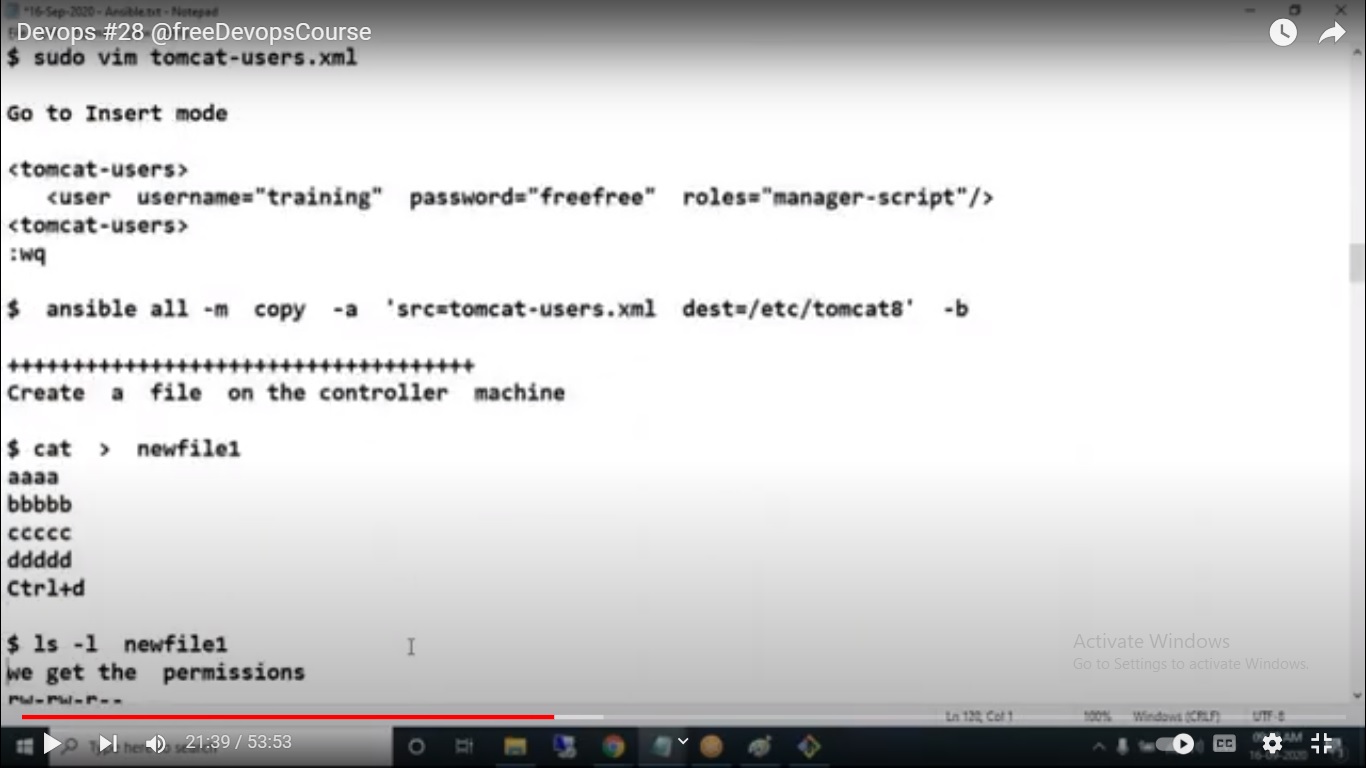 *16-Sep-2020 - Ansible.txt - Notepad
Devops #28 @freeDevopsCourse
$ sudo vim tomcat-users.xml
Go to Insert mode
<tomcat-users>
<user username="training" password="freefree" roles="manager-script"/>
<tomcat-users>
:wq
$ ansible all -m copy -a 'src=tomcat-users.xml dest=/etc/tomcat8' -b
++++++++++++++++++++++++++++++++++++
Create a file on the controller machine
$ cat > newfile1
aaaa
bbbbb
ccccc
ddddd
Ctrl+d
$ ls -l newfile1
we get the permissions
rw-rw-r--
Activate Windows
Go to Settings to activate Windows.
Ln 120, Col 1 100% Windows (CRLF) UTF-8
Type here to search
21:39 / 53:53
CC
16-09-2020